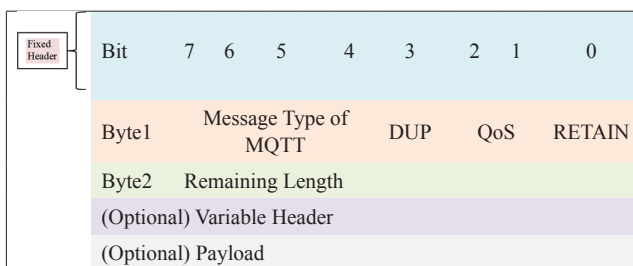 Fixed
Header
Bit 7 6 5 4 3 2 1 0
Byte1 Message Type of MQTT DUP QoS RETAIN
Byte2 Remaining Length
(Optional) Variable Header
(Optional) Payload